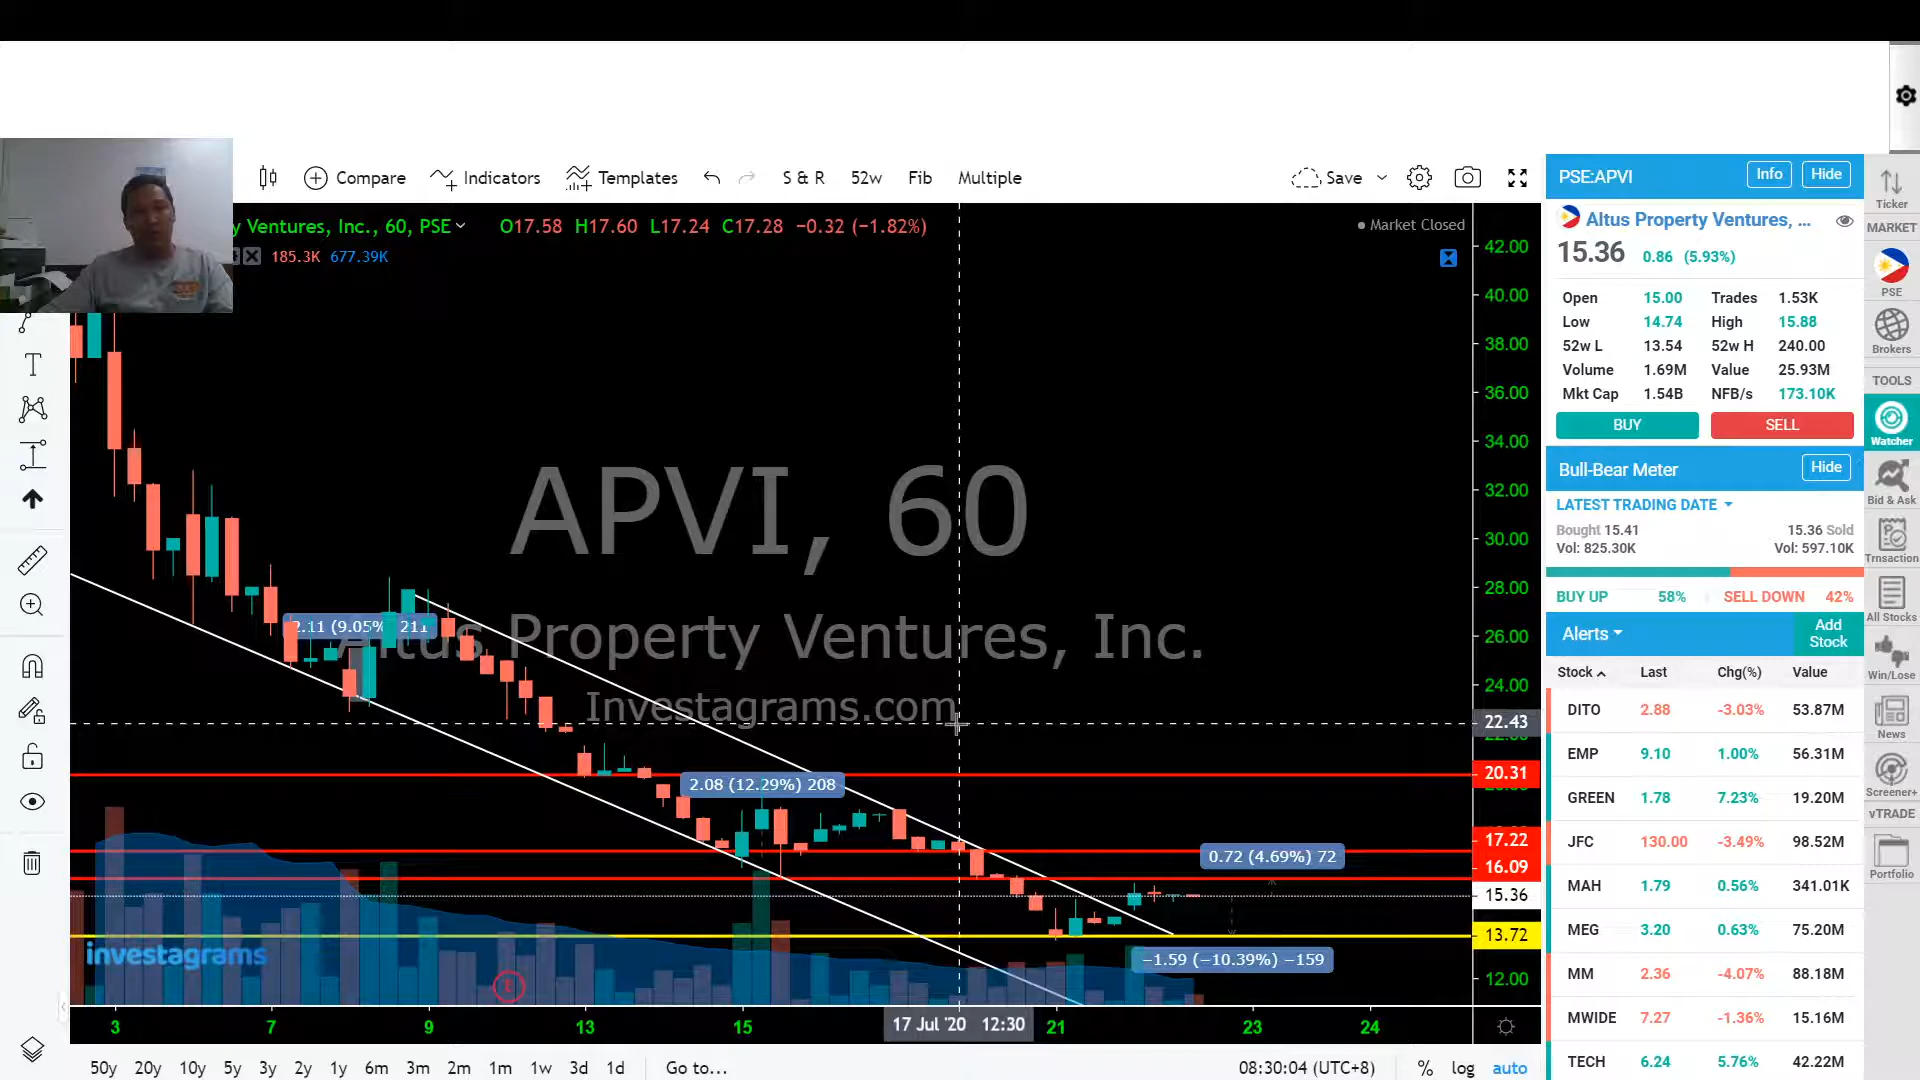 Compare
Indicators
Templates
S & R
52w
Fib
Multiple
Save
y Ventures, Inc., 60, PSE
O17.58 H17.60 L17.24 C17.28 −0.32 (−1.82%)
185.3K 677.39K
Market Closed
APVI, 60
Altus Property Ventures, Inc.
Investagrams.com
2.11 (9.05%) 211
2.08 (12.29%) 208
0.72 (4.69%) 72
−1.59 (−10.39%) −159
investagrams
42.00
40.00
38.00
36.00
34.00
32.00
30.00
28.00
26.00
24.00
22.43
20.31
17.22
16.09
15.36
13.72
12.00
3 7 9 13 15 17 Jul '20 12:30 21 23 24
50y 20y 10y 5y 3y 2y 1y 6m 3m 2m 1m 1w 3d 1d Go to...
08:30:04 (UTC+8) % log auto
PSE:APVI Info Hide
Altus Property Ventures, ...
15.36 0.86 (5.93%)
Open 15.00 Trades 1.53K
Low 14.74 High 15.88
52w L 13.54 52w H 240.00
Volume 1.69M Value 25.93M
Mkt Cap 1.54B NFB/s 173.10K
BUY SELL
Bull-Bear Meter Hide
LATEST TRADING DATE
Bought 15.41 15.36 Sold
Vol: 825.30K Vol: 597.10K
BUY UP 58% SELL DOWN 42%
Alerts Add Stock
Stock Last Chg(%) Value
DITO 2.88 -3.03% 53.87M
EMP 9.10 1.00% 56.31M
GREEN 1.78 7.23% 19.20M
JFC 130.00 -3.49% 98.52M
MAH 1.79 0.56% 341.01K
MEG 3.20 0.63% 75.20M
MM 2.36 -4.07% 88.18M
MWIDE 7.27 -1.36% 15.16M
TECH 6.24 5.76% 42.22M
Ticker
MARKET
PSE
Brokers
TOOLS
Watcher
Bid & Ask
Trnsaction
All Stocks
Win/Lose
News
Screener+
vTRADE
Portfolio